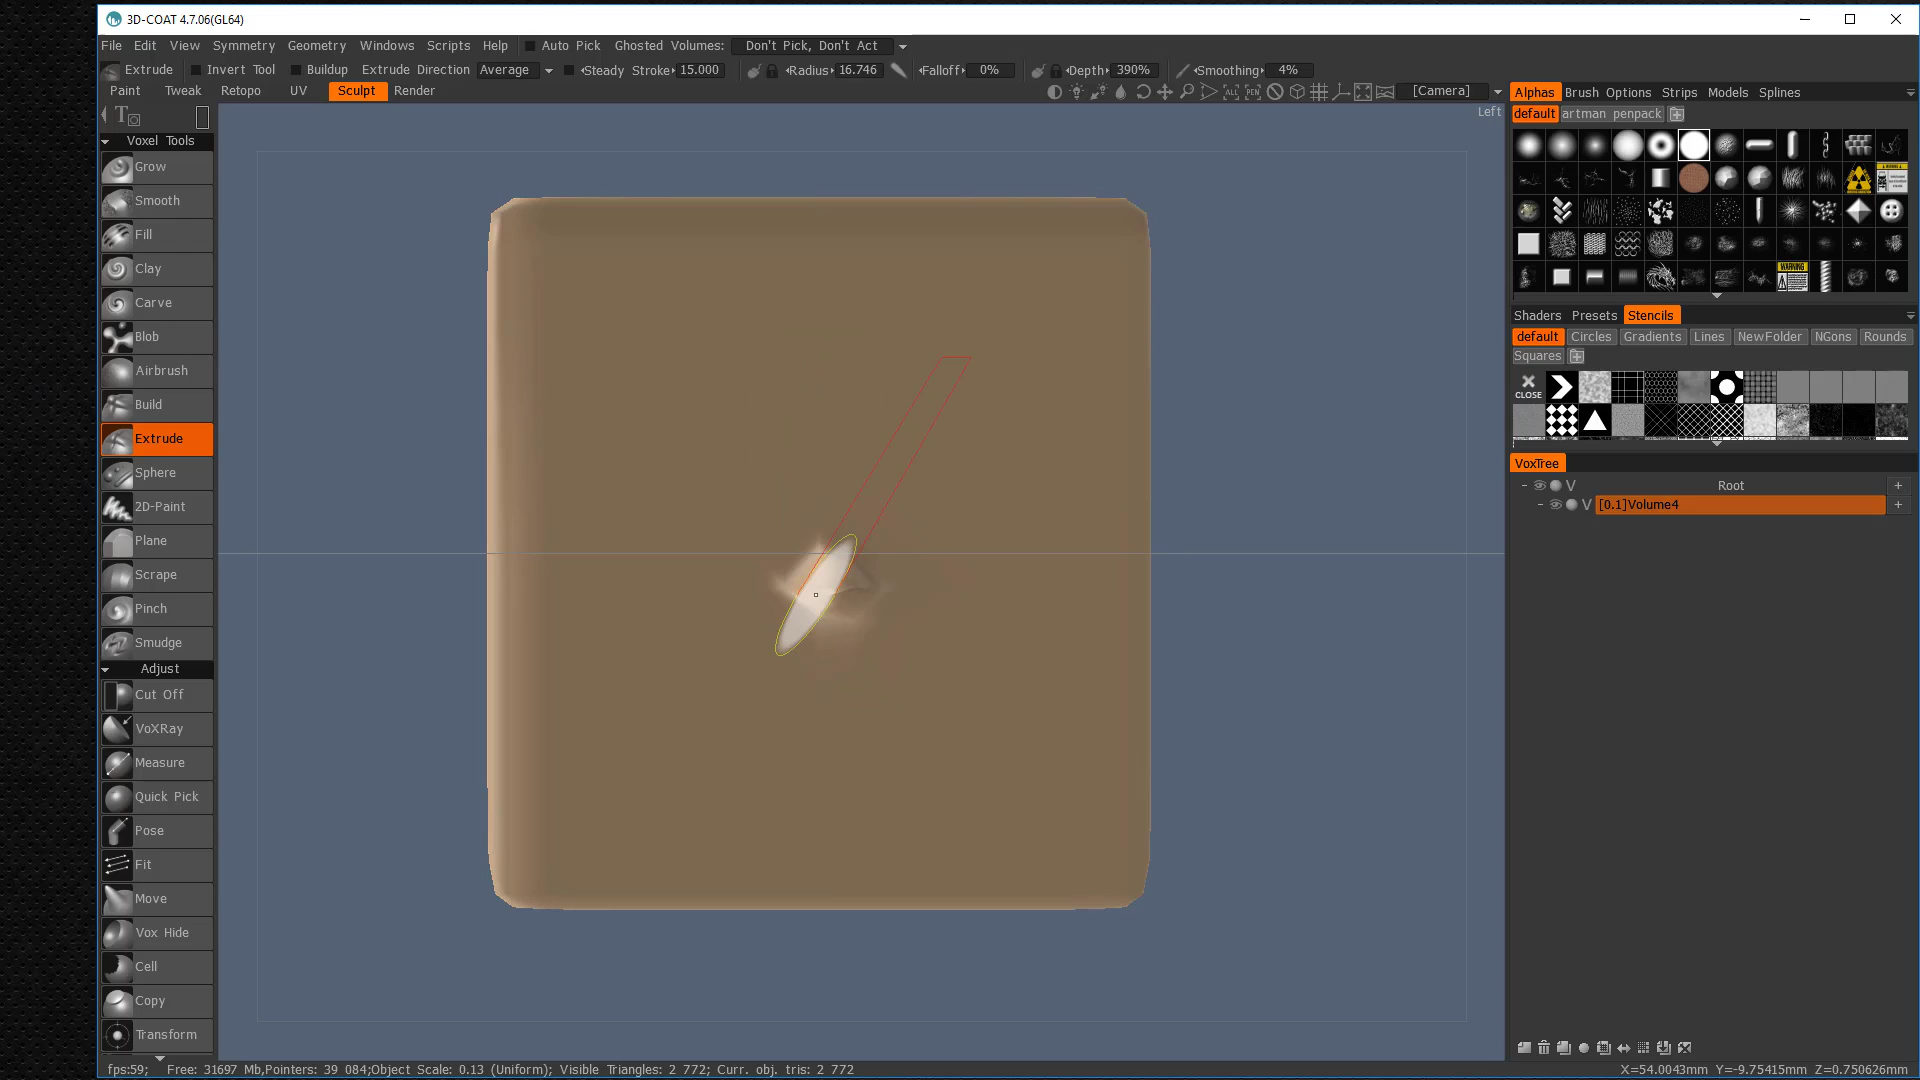 3D-COAT 4.7.06(GL64)
File Edit View Symmetry Geometry Windows Scripts Help Auto Pick Ghosted Volumes: Don't Pick, Don't Act
Extrude Invert Tool Buildup Extrude Direction Average Steady Stroke 15.000 Radius 16.746 Falloff 0% Depth 390% Smoothing 4%
Paint Tweak Retopo UV Sculpt Render ALL PEN [Camera]
Left
Voxel Tools
Grow
Smooth
Fill
Clay
Carve
Blob
Airbrush
Build
Extrude
Sphere
2D-Paint
Plane
Scrape
Pinch
Smudge
Adjust
Cut Off
VoXRay
Measure
Quick Pick
Pose
Fit
Move
Vox Hide
Cell
Copy
Transform
Alphas Brush Options Strips Models Splines
default artman penpack
WARNING
Shaders Presets Stencils
default Circles Gradients Lines NewFolder NGons Rounds
Squares
CLOSE
VoxTree
V Root +
V [0.1]Volume4 +
fps:59; Free: 31697 Mb,Pointers: 39 084;Object Scale: 0.13 (Uniform); Visible Triangles: 2 772; Curr. obj. tris: 2 772
X=54.0043mm Y=-9.75415mm Z=0.750626mm